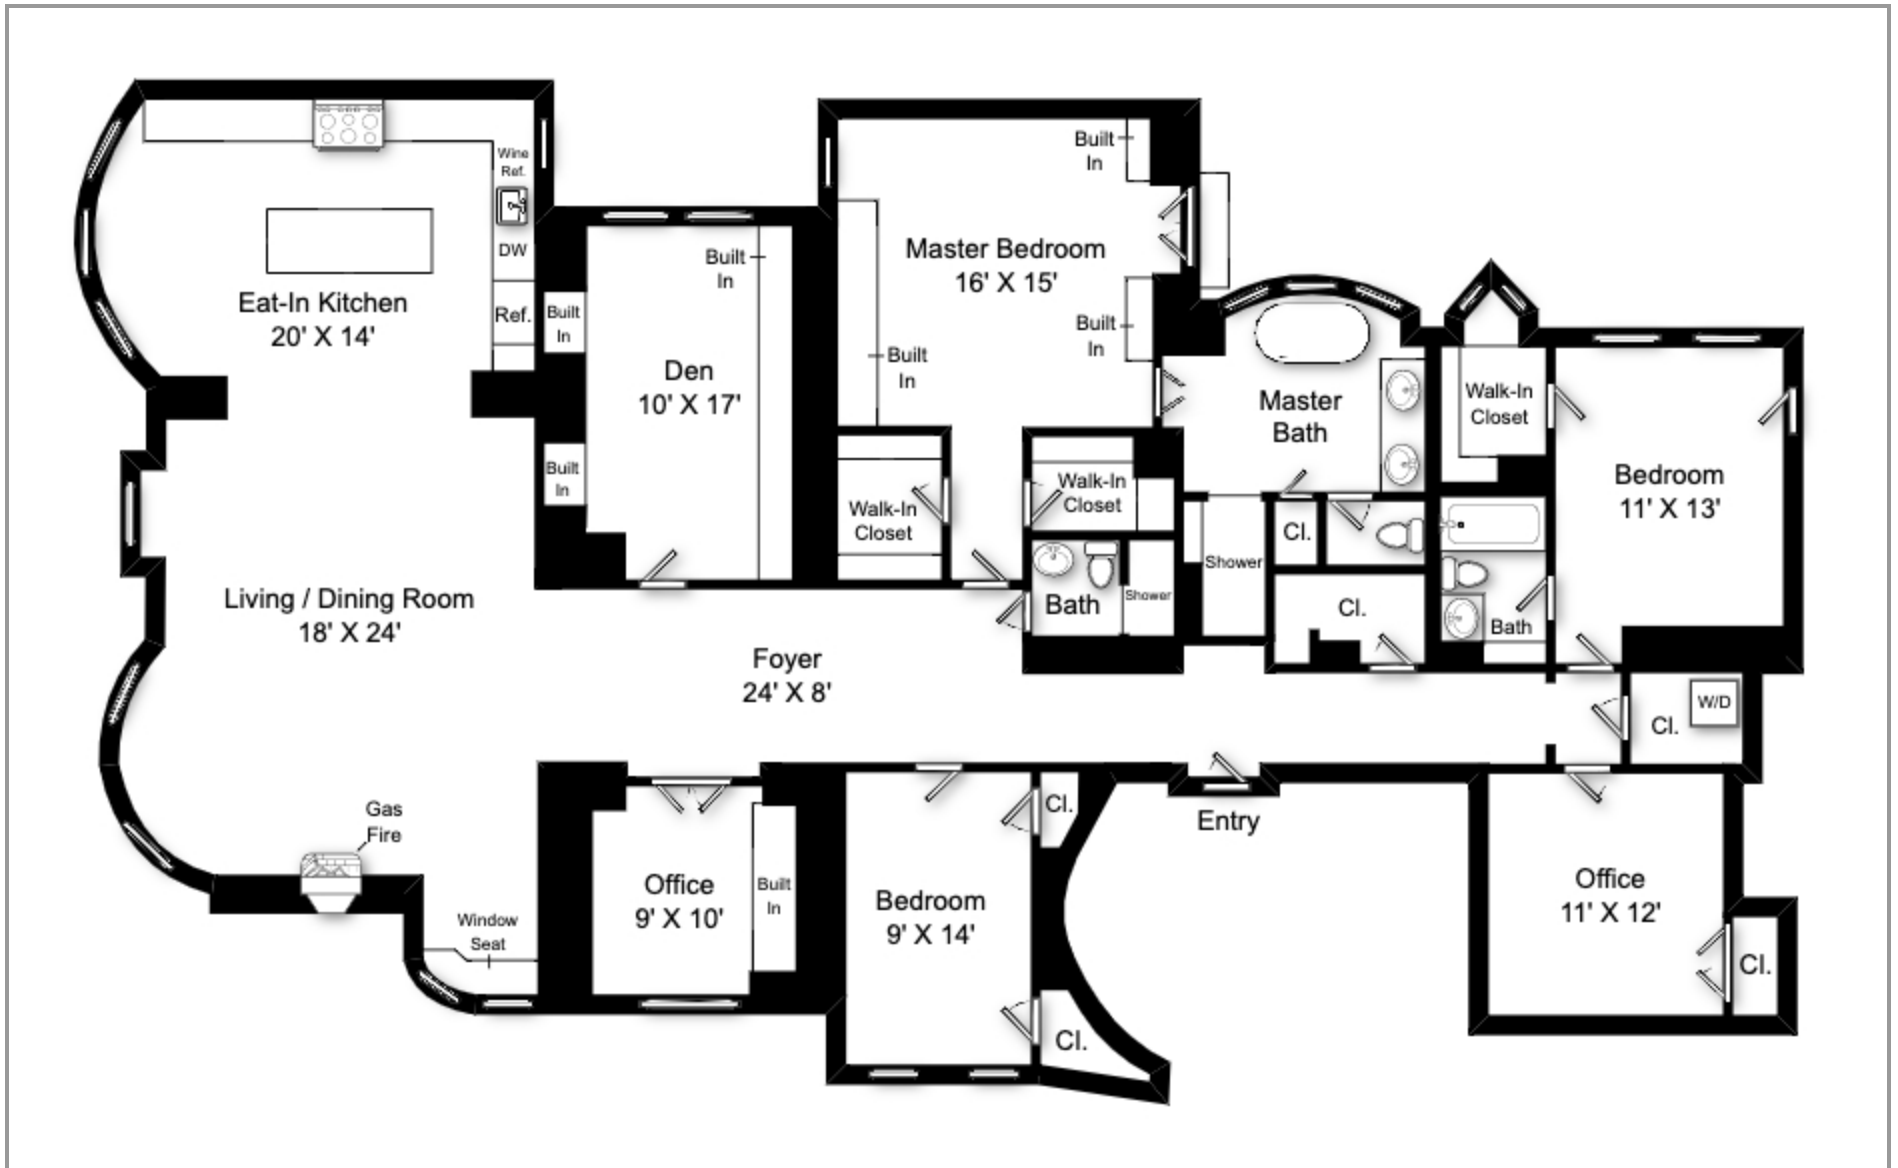 Wine
Ref.
DW
Ref.
Eat-In Kitchen
20' X 14'
Built
In
Built
In
Built
In
Den
10' X 17'
Built
In
Master Bedroom
16' X 15'
Built
In
Built
In
Master
Bath
Walk-In
Closet
Bedroom
11' X 13'
Walk-In
Closet
Walk-In
Closet
Bath
Shower
Shower
Cl.
Cl.
Bath
Living / Dining Room
18' X 24'
Foyer
24' X 8'
W/D
Cl.
Gas
Fire
Window
Seat
Office
9' X 10'
Built
In
Bedroom
9' X 14'
Cl.
Cl.
Entry
Office
11' X 12'
Cl.